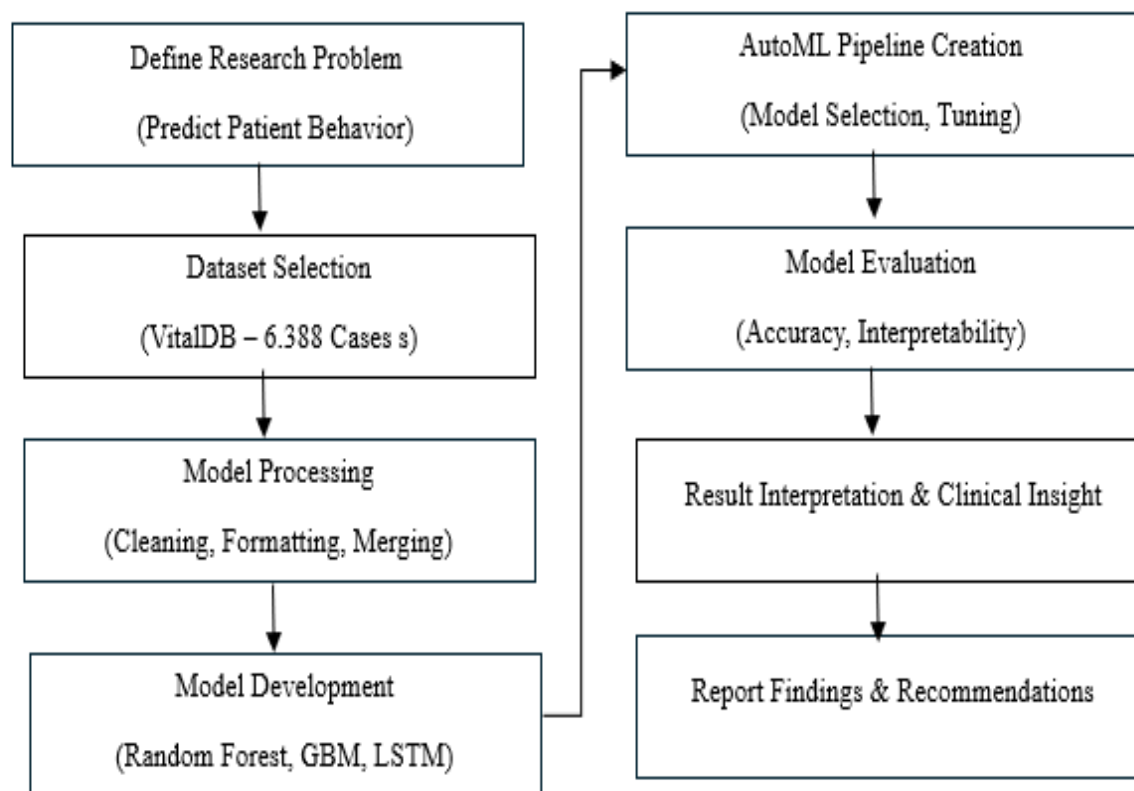 Define Research Problem
(Predict Patient Behavior)
Dataset Selection
(VitalDB – 6.388 Cases s)
Model Processing
(Cleaning, Formatting, Merging)
Model Development
(Random Forest, GBM, LSTM)
AutoML Pipeline Creation
(Model Selection, Tuning)
Model Evaluation
(Accuracy, Interpretability)
Result Interpretation & Clinical Insight
Report Findings & Recommendations